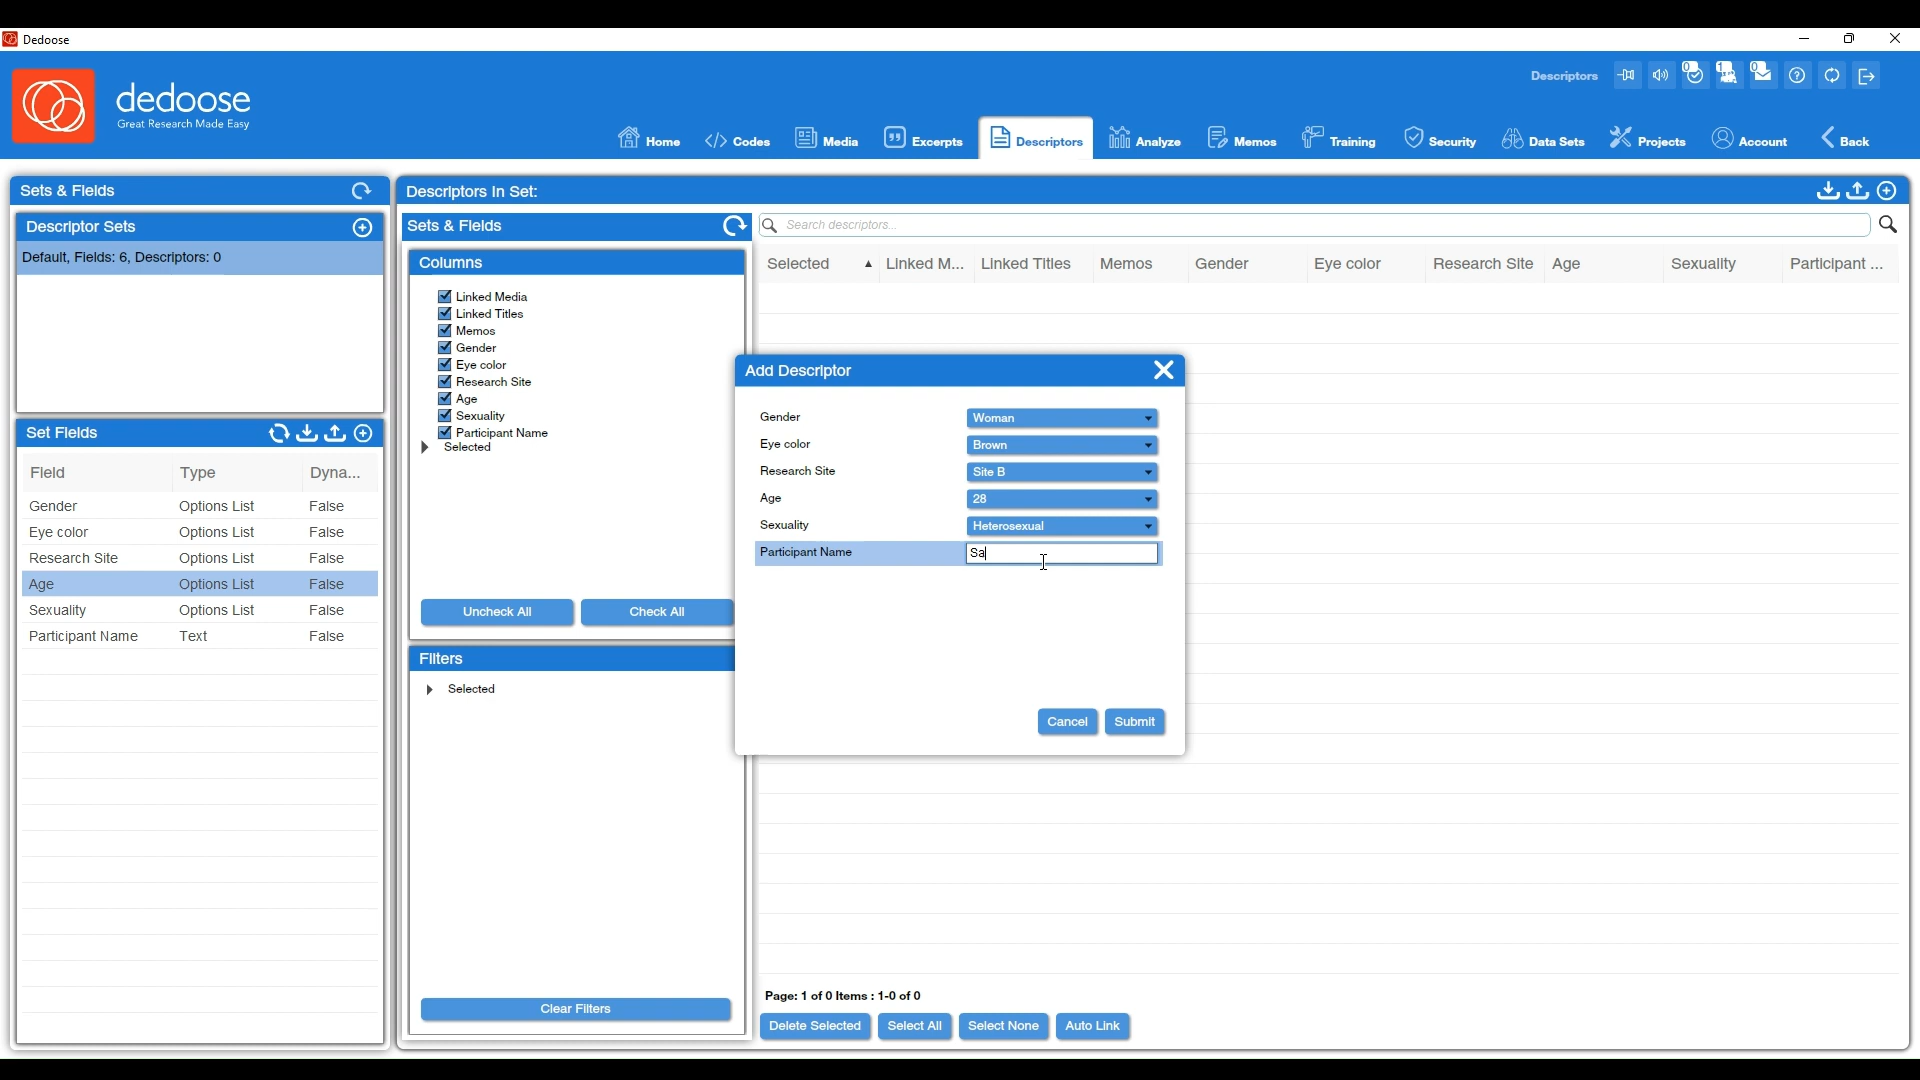 Dedoose
dedoose
Great Research Made Easy
Descriptors
0
1
0
Home
Codes
Media
Excerpts
Descriptors
Analyze
Memos
Training
Security
Data Sets
Projects
Account
Back
Sets & Fields
Descriptor Sets
Default, Fields: 6, Descriptors: 0
Set Fields
Field Type Dyna...
Gender Options List False
Eye color Options List False
Research Site Options List False
Age Options List False
Sexuality Options List False
Participant Name Text False
Descriptors In Set:
Sets & Fields
Columns
Linked Media
Linked Titles
Memos
Gender
Eye color
Research Site
Age
Sexuality
Participant Name
Selected
Uncheck All Check All
Filters
Selected
Clear Filters
Search descriptors...
Selected Linked M... Linked Titles Memos Gender Eye color Research Site Age Sexuality Participant ...
Add Descriptor
Gender Woman
Eye color Brown
Research Site Site B
Age 28
Sexuality Heterosexual
Participant Name Sa
Cancel Submit
Page: 1 of 0 Items : 1-0 of 0
Delete Selected Select All Select None Auto Link